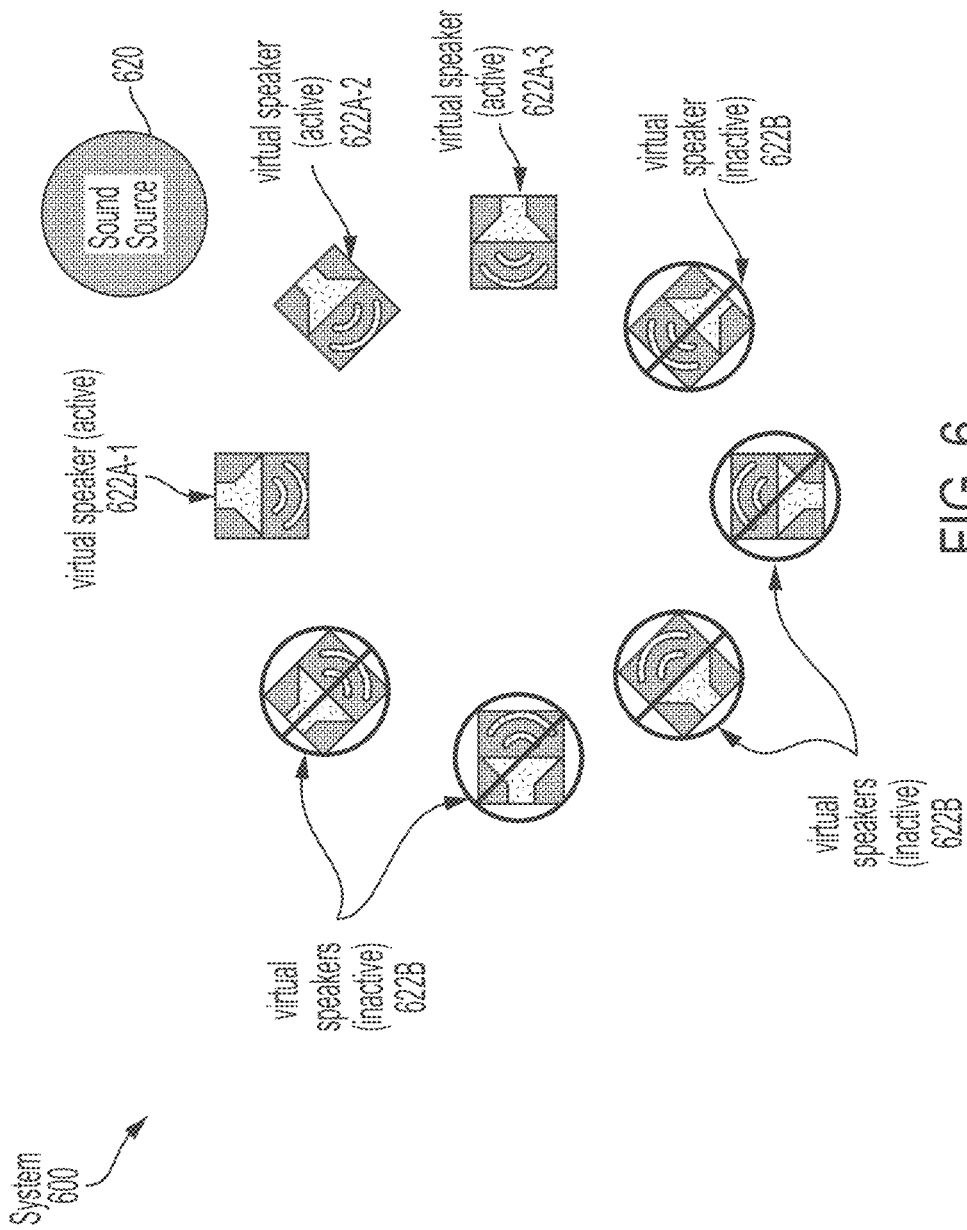 System
600
Sound
Source
620
virtual speaker (active)
622A-1
virtual speaker
(active)
622A-2
virtual speaker
(active)
622A-3
virtual
speakers
(inactive)
622B
virtual
speakers
(inactive)
622B
virtual
speaker
(inactive)
622B
FIG. 6